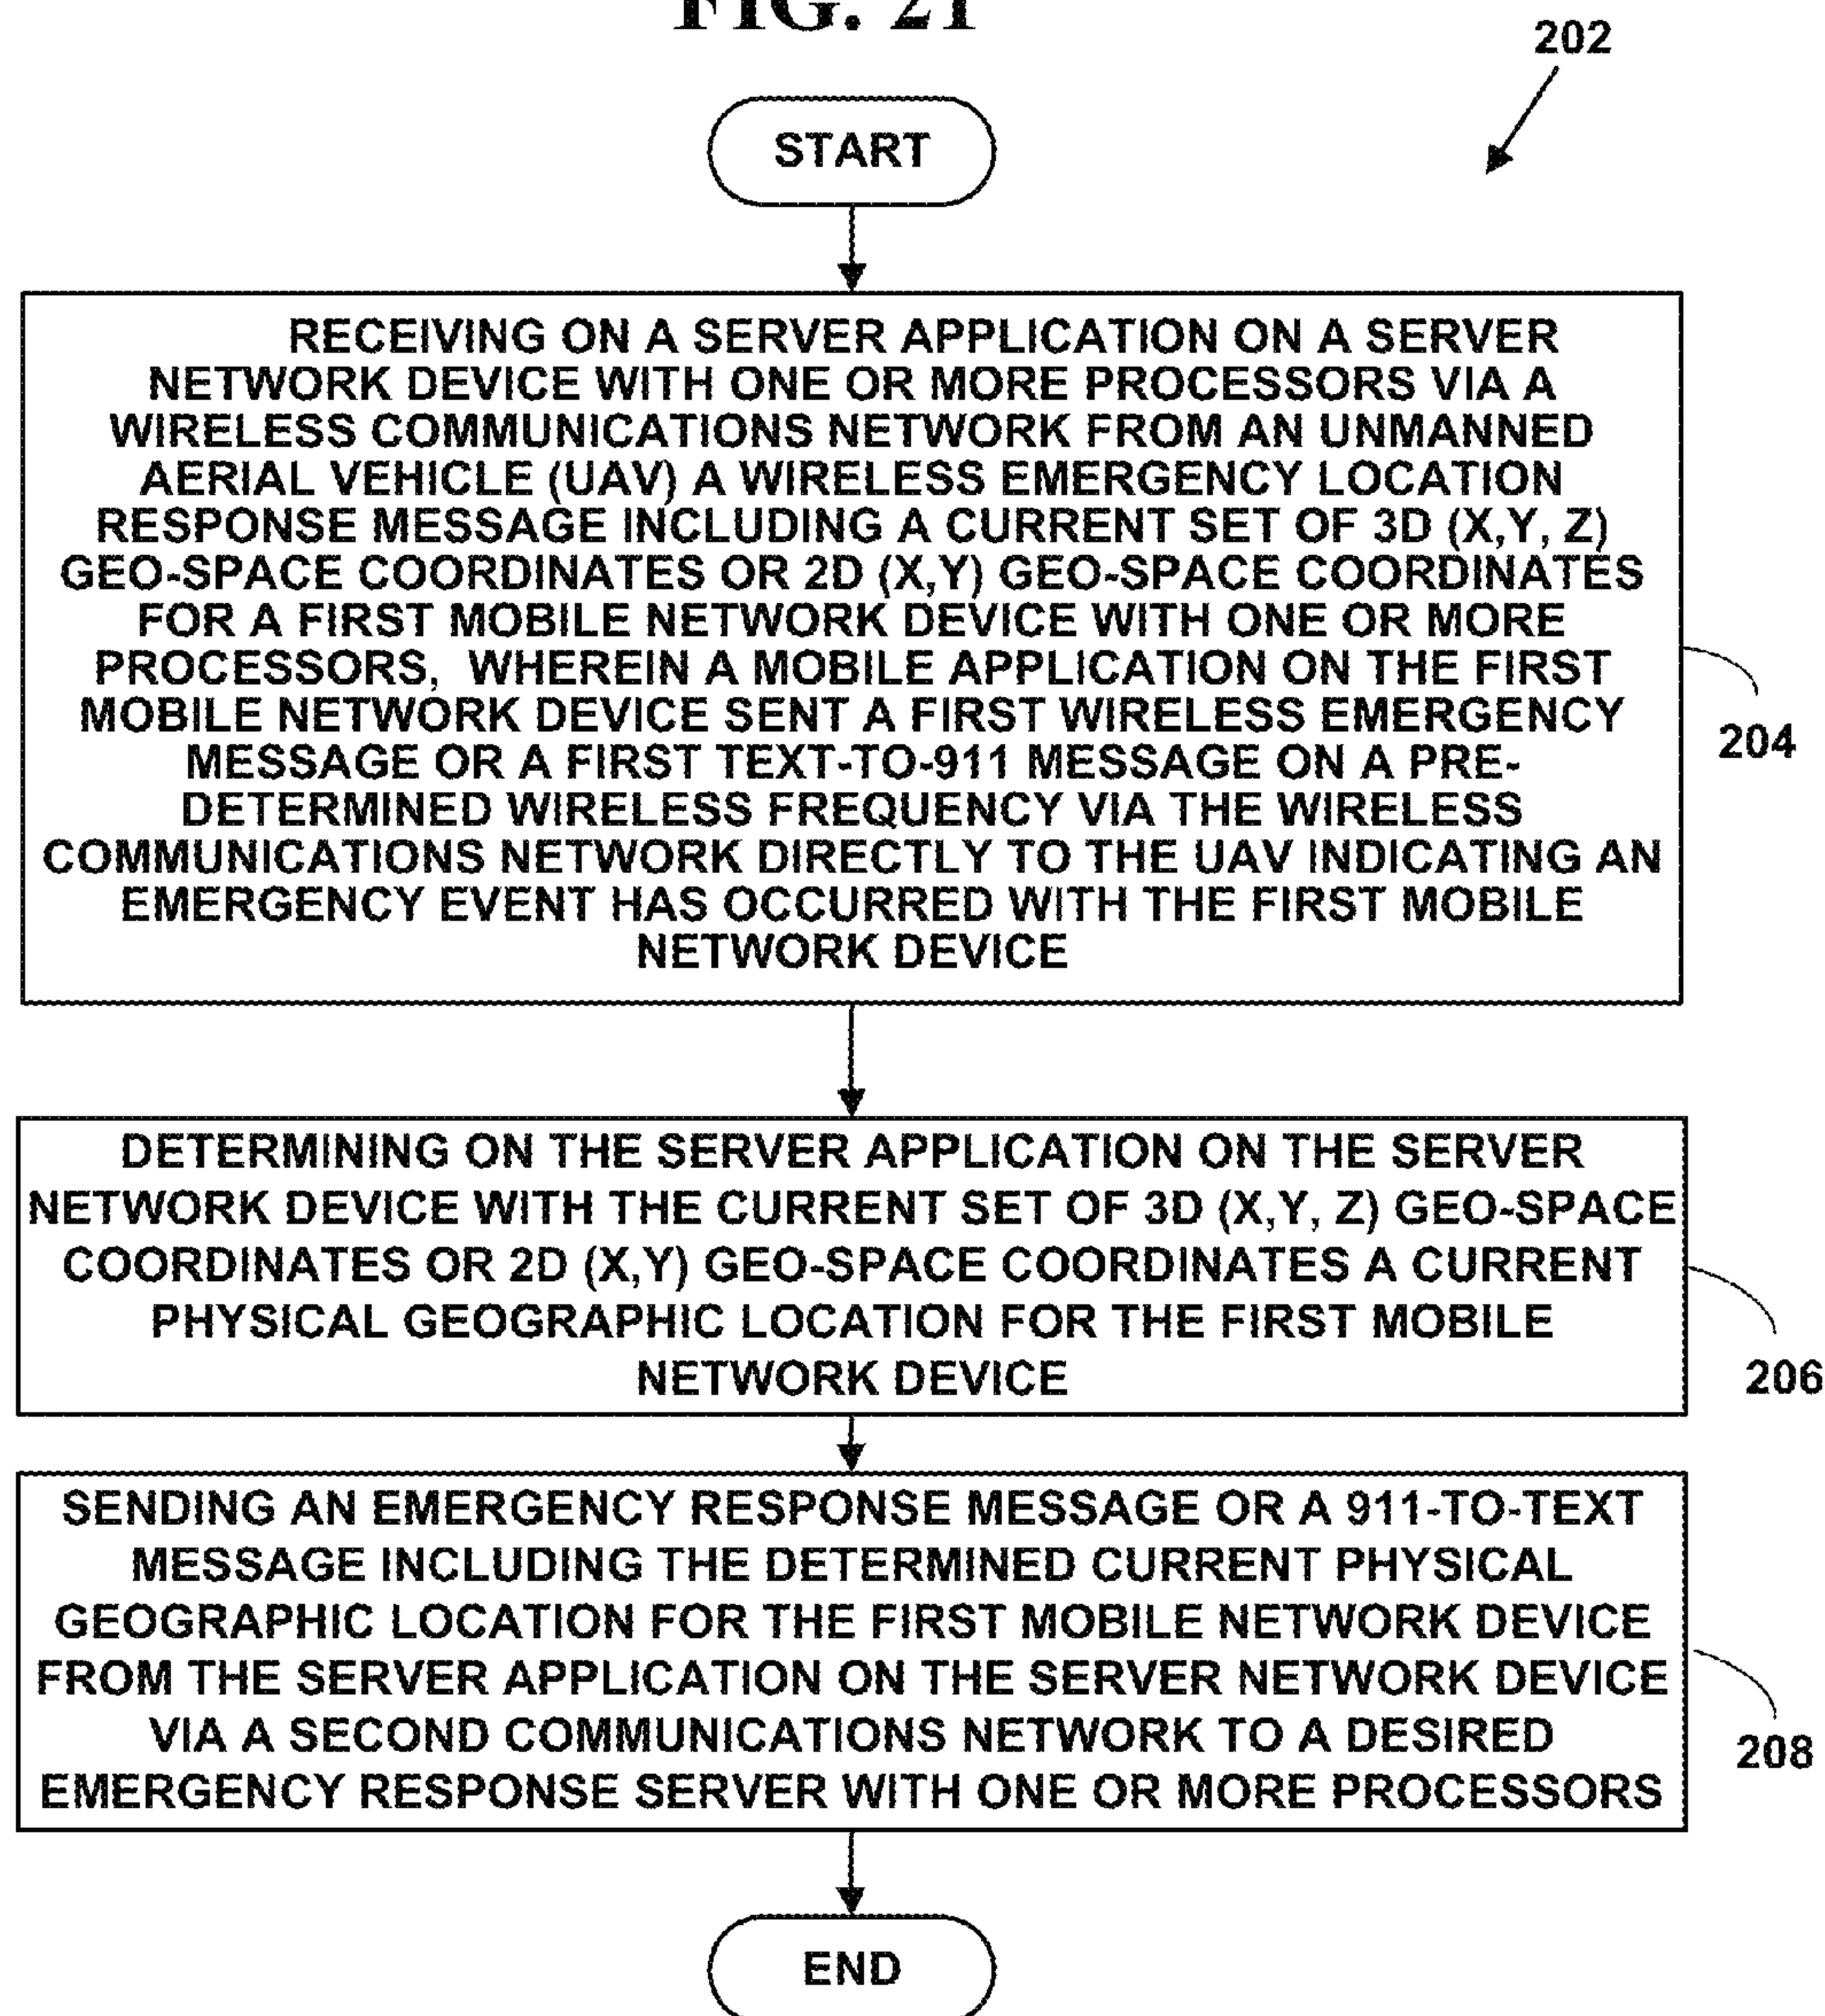 FIG. 21
202
START
RECEIVING ON A SERVER APPLICATION ON A SERVER
NETWORK DEVICE WITH ONE OR MORE PROCESSORS VIA A
WIRELESS COMMUNICATIONS NETWORK FROM AN UNMANNED
AERIAL VEHICLE (UAV) A WIRELESS EMERGENCY LOCATION
RESPONSE MESSAGE INCLUDING A CURRENT SET OF 3D (X,Y, Z)
GEO-SPACE COORDINATES OR 2D (X,Y) GEO-SPACE COORDINATES
FOR A FIRST MOBILE NETWORK DEVICE WITH ONE OR MORE
PROCESSORS, WHEREIN A MOBILE APPLICATION ON THE FIRST
MOBILE NETWORK DEVICE SENT A FIRST WIRELESS EMERGENCY
MESSAGE OR A FIRST TEXT-TO-911 MESSAGE ON A PRE-
DETERMINED WIRELESS FREQUENCY VIA THE WIRELESS
COMMUNICATIONS NETWORK DIRECTLY TO THE UAV INDICATING AN
EMERGENCY EVENT HAS OCCURRED WITH THE FIRST MOBILE
NETWORK DEVICE
204
DETERMINING ON THE SERVER APPLICATION ON THE SERVER
NETWORK DEVICE WITH THE CURRENT SET OF 3D (X,Y, Z) GEO-SPACE
COORDINATES OR 2D (X,Y) GEO-SPACE COORDINATES A CURRENT
PHYSICAL GEOGRAPHIC LOCATION FOR THE FIRST MOBILE
NETWORK DEVICE
206
SENDING AN EMERGENCY RESPONSE MESSAGE OR A 911-TO-TEXT
MESSAGE INCLUDING THE DETERMINED CURRENT PHYSICAL
GEOGRAPHIC LOCATION FOR THE FIRST MOBILE NETWORK DEVICE
FROM THE SERVER APPLICATION ON THE SERVER NETWORK DEVICE
VIA A SECOND COMMUNICATIONS NETWORK TO A DESIRED
EMERGENCY RESPONSE SERVER WITH ONE OR MORE PROCESSORS
208
END